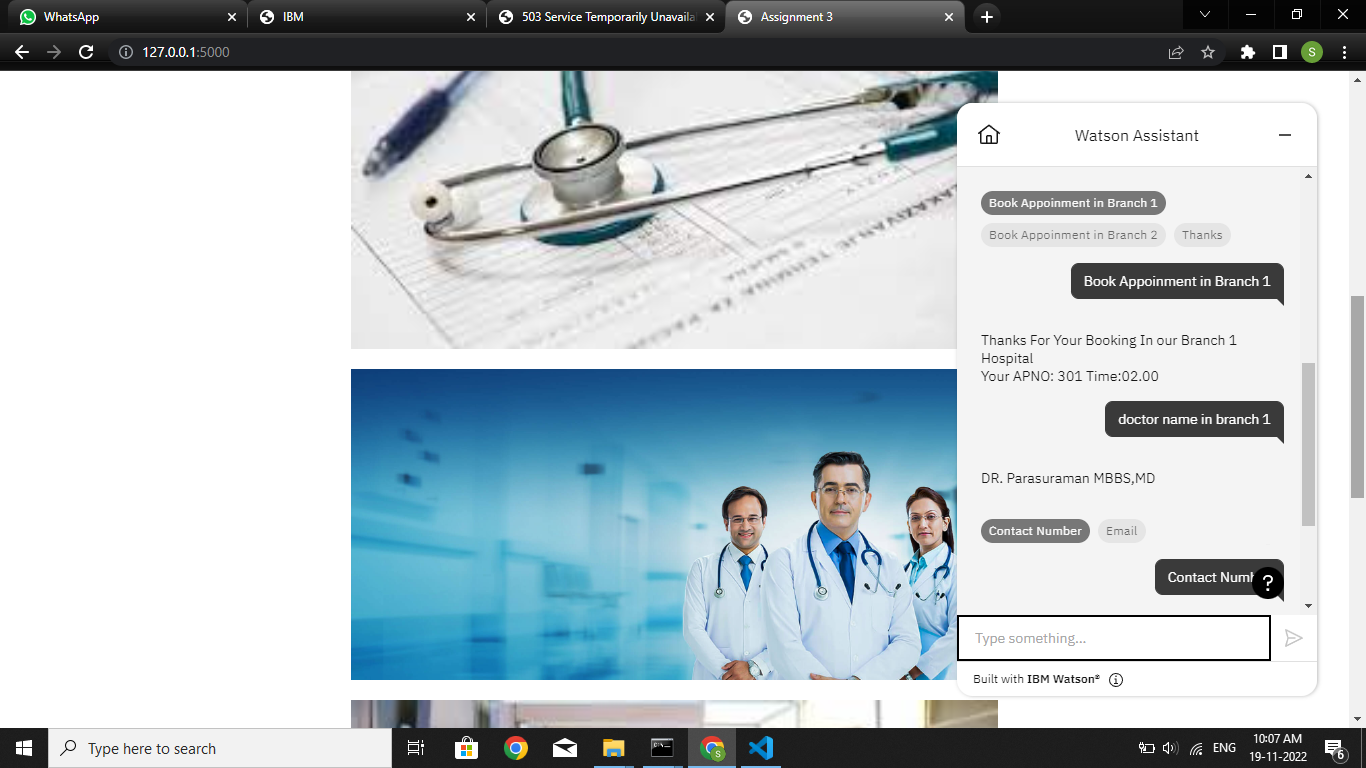 WhatsApp
IBM
503 Service Temporarily Unavaila
Assignment 3
127.0.0.1:5000
S
Watson Assistant
Book Appoinment in Branch 1
Book Appoinment in Branch 2
Thanks
Book Appoinment in Branch 1
Thanks For Your Booking In our Branch 1
Hospital
Your APNO: 301 Time:02.00
doctor name in branch 1
DR. Parasuraman MBBS,MD
Contact Number
Email
Contact Numb
?
Type something...
Built with IBM Watson®
Type here to search
ENG
10:07 AM
19-11-2022
6